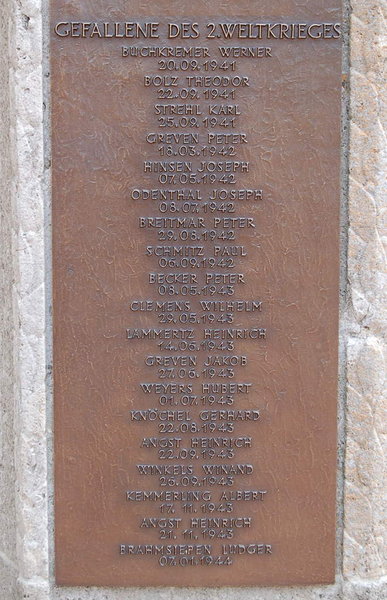 GEFALLENE DES 2.WELTKRIEGES
BUCHKREMER WERNER
20.09.1941
BOLZ THEODOR
22.09.1941
STREHL KARL
25.09.1941
GREVEN PETER
18.03.1942
HINSEN JOSEPH
07.05.1942
ODENTHAL JOSEPH
08.07.1942
BREITMAR PETER
29.08.1942
SCHMITZ PAUL
06.09.1942
BECKER PETER
08.05.1943
CLEMENS WILHELM
29.05.1943
LAMMERTZ HEINRICH
14.06.1943
GREVEN JAKOB
27.06.1943
WEYERS HUBERT
01.07.1943
KNÖCHEL GERHARD
22.08.1943
ANGST HEINRICH
22.09.1943
WINKELS WINAND
26.09.1943
KEMMERLING ALBERT
17.11.1943
ANGST HEINRICH
21.11.1943
BRAHMSIEPEN LUDGER
07.01.1944